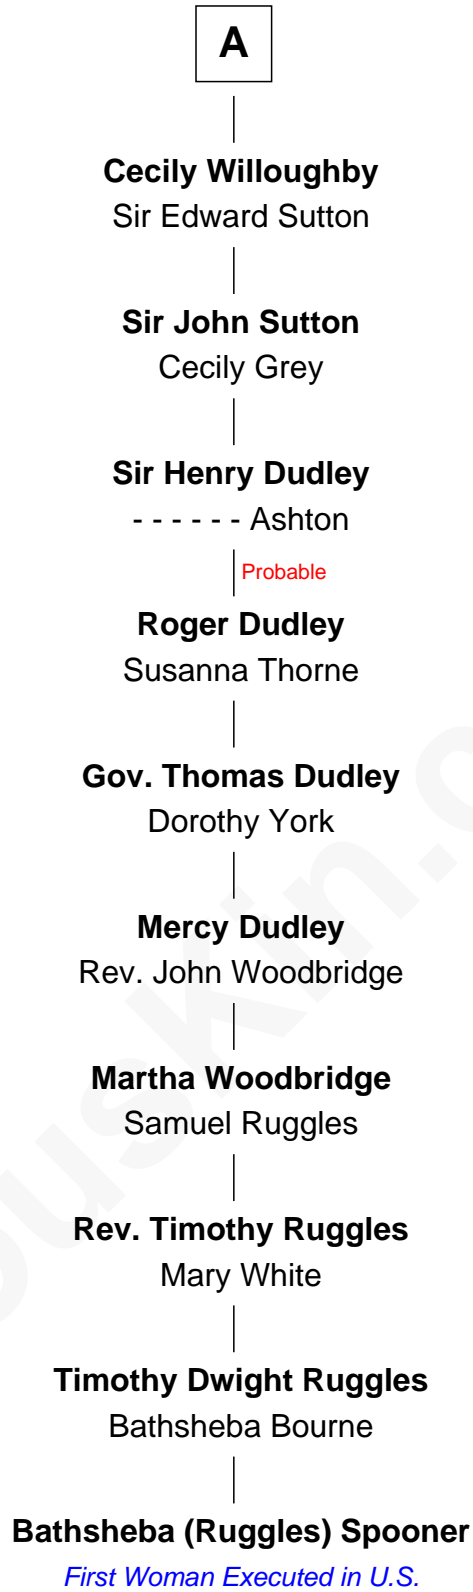 A
Cecily Willoughby
Sir Edward Sutton
Sir John Sutton
Cecily Grey
Sir Henry Dudley
- - - - - - Ashton
Probable
Roger Dudley
Susanna Thorne
Gov. Thomas Dudley
Dorothy York
Mercy Dudley
Rev. John Woodbridge
Martha Woodbridge
Samuel Ruggles
Rev. Timothy Ruggles
Mary White
Timothy Dwight Ruggles
Bathsheba Bourne
Bathsheba (Ruggles) Spooner
First Woman Executed in U.S.